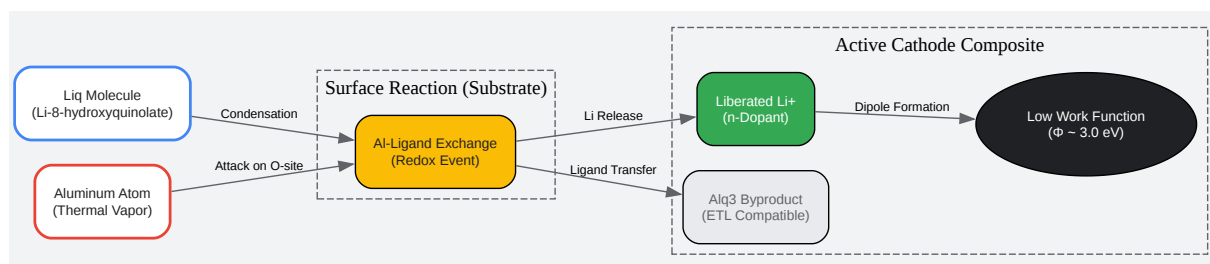 Active Cathode Composite
Surface Reaction (Substrate)
Liq Molecule
(Li-8-hydroxyquinolate)
Condensation
Aluminum Atom
(Thermal Vapor)
Attack on O-site
Al-Ligand Exchange
(Redox Event)
Li Release
Ligand Transfer
Liberated Li+
(n-Dopant)
Alq3 Byproduct
(ETL Compatible)
Dipole Formation
Low Work Function
(Φ ~ 3.0 eV)